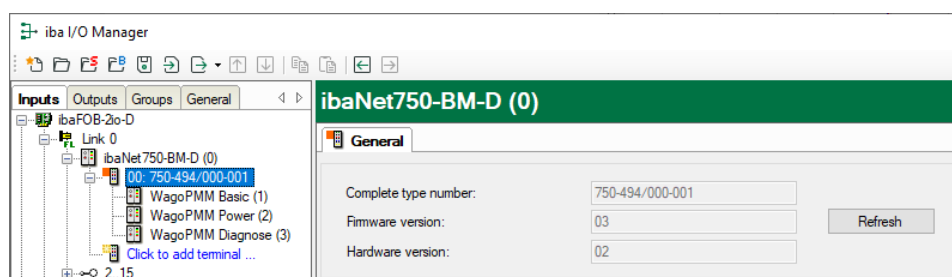 iba I/O Manager
Inputs Outputs Groups General
ibaFOB-2io-D
Link 0
ibaNet750-BM-D (0)
00: 750-494/000-001
WagoPMM Basic (1)
WagoPMM Power (2)
WagoPMM Diagnose (3)
Click to add terminal ...
2..15
ibaNet750-BM-D (0)
General
Complete type number: 750-494/000-001
Firmware version: 03 Refresh
Hardware version: 02